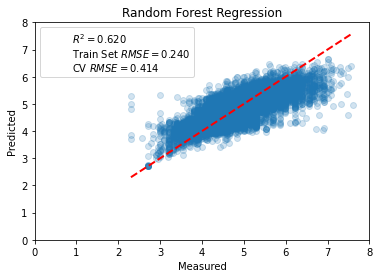 Random Forest Regression
R² = 0.620
Train Set RMSE = 0.240
CV RMSE = 0.414
Predicted
8
7
6
5
4
3
2
1
0
0 1 2 3 4 5 6 7 8
Measured